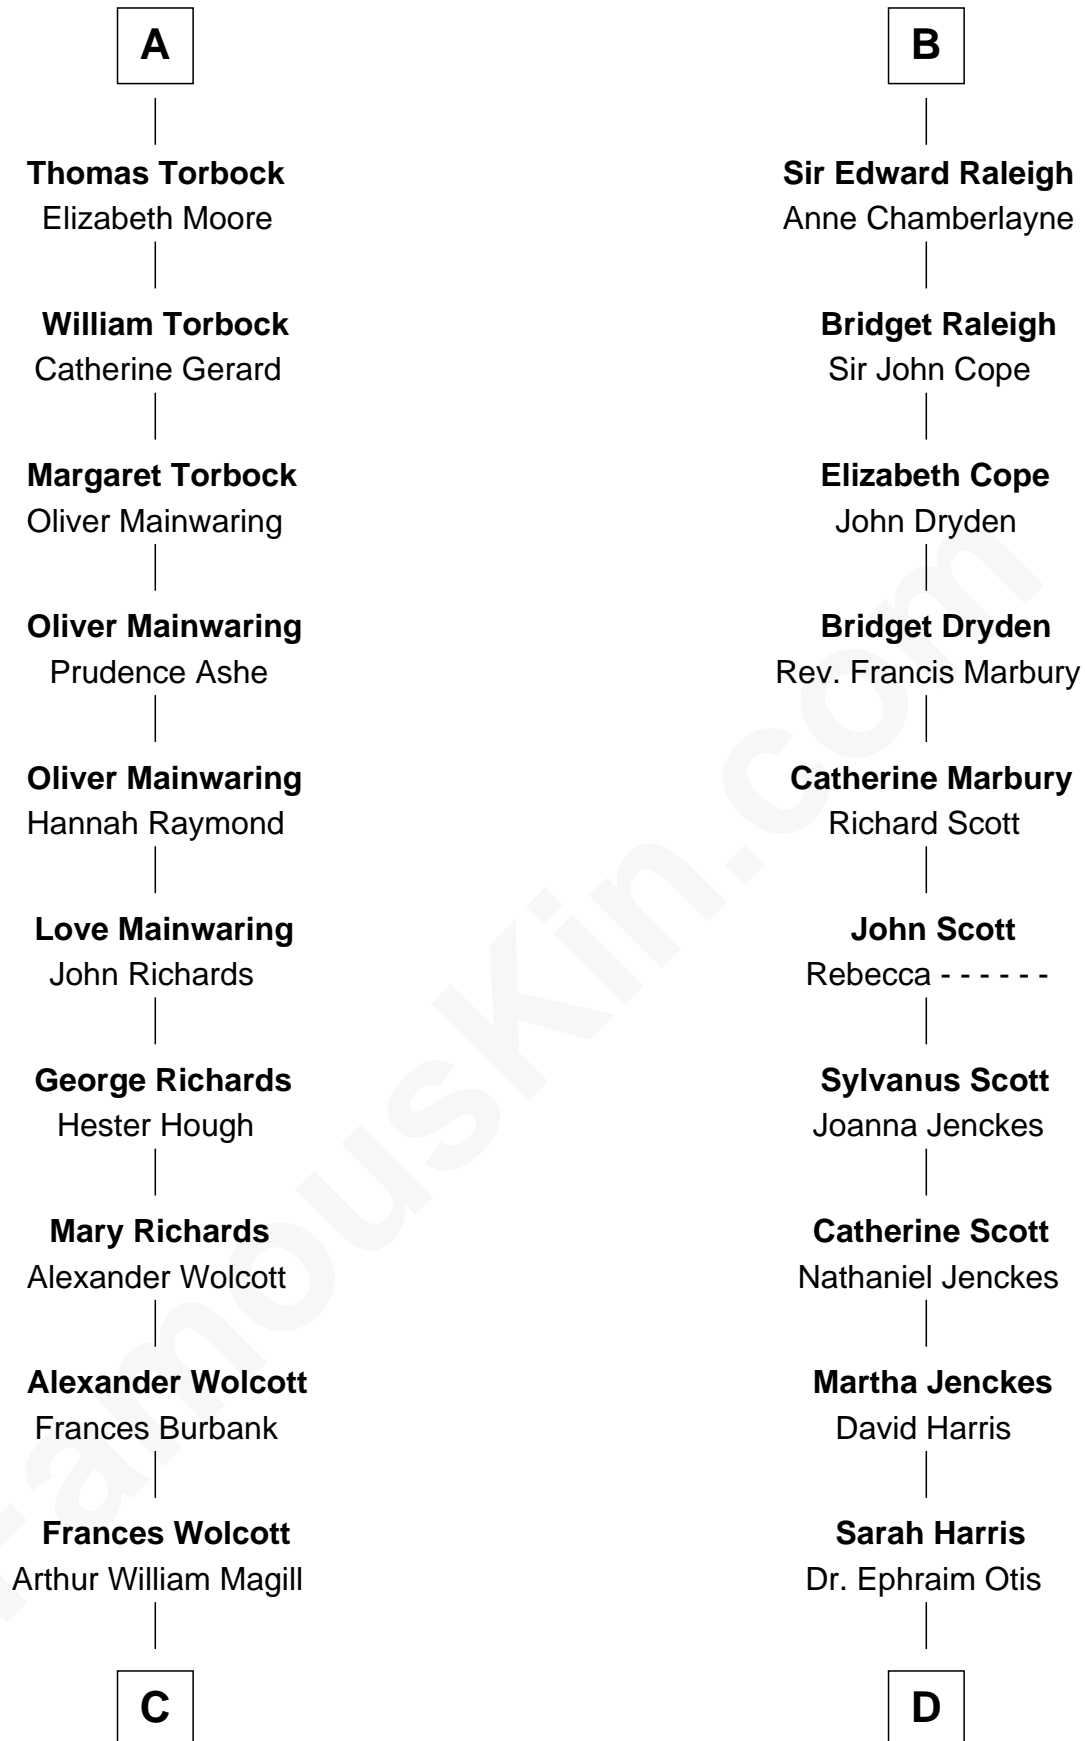 A
Thomas Torbock
Elizabeth Moore
William Torbock
Catherine Gerard
Margaret Torbock
Oliver Mainwaring
Oliver Mainwaring
Prudence Ashe
Oliver Mainwaring
Hannah Raymond
Love Mainwaring
John Richards
George Richards
Hester Hough
Mary Richards
Alexander Wolcott
Alexander Wolcott
Frances Burbank
Frances Wolcott
Arthur William Magill
C
B
Sir Edward Raleigh
Anne Chamberlayne
Bridget Raleigh
Sir John Cope
Elizabeth Cope
John Dryden
Bridget Dryden
Rev. Francis Marbury
Catherine Marbury
Richard Scott
John Scott
Rebecca - - - - - -
Sylvanus Scott
Joanna Jenckes
Catherine Scott
Nathaniel Jenckes
Martha Jenckes
David Harris
Sarah Harris
Dr. Ephraim Otis
D
FamousKin.com